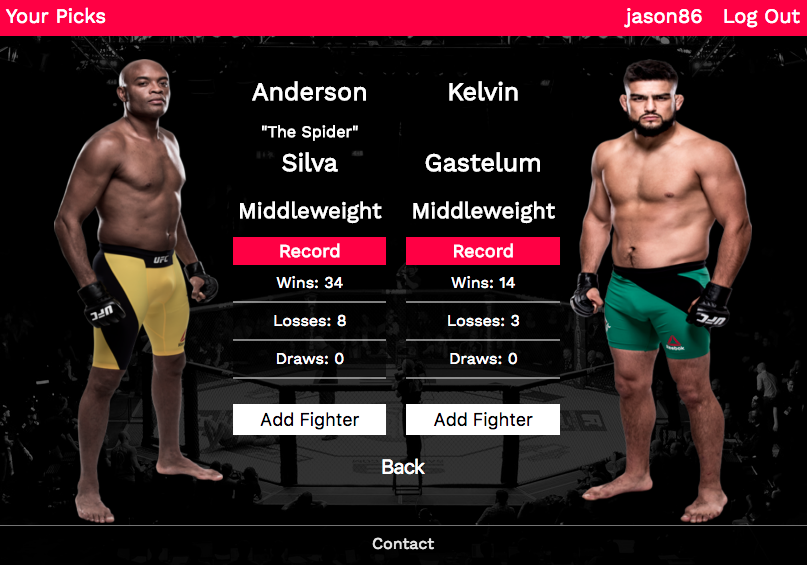 Your Picks
jason86 Log Out
Anderson
"The Spider"
Silva
Middleweight
Record
Wins: 34
Losses: 8
Draws: 0
Add Fighter
Kelvin
Gastelum
Middleweight
Record
Wins: 14
Losses: 3
Draws: 0
Add Fighter
Back
Contact
UFC
UFC
UFC
Reebok